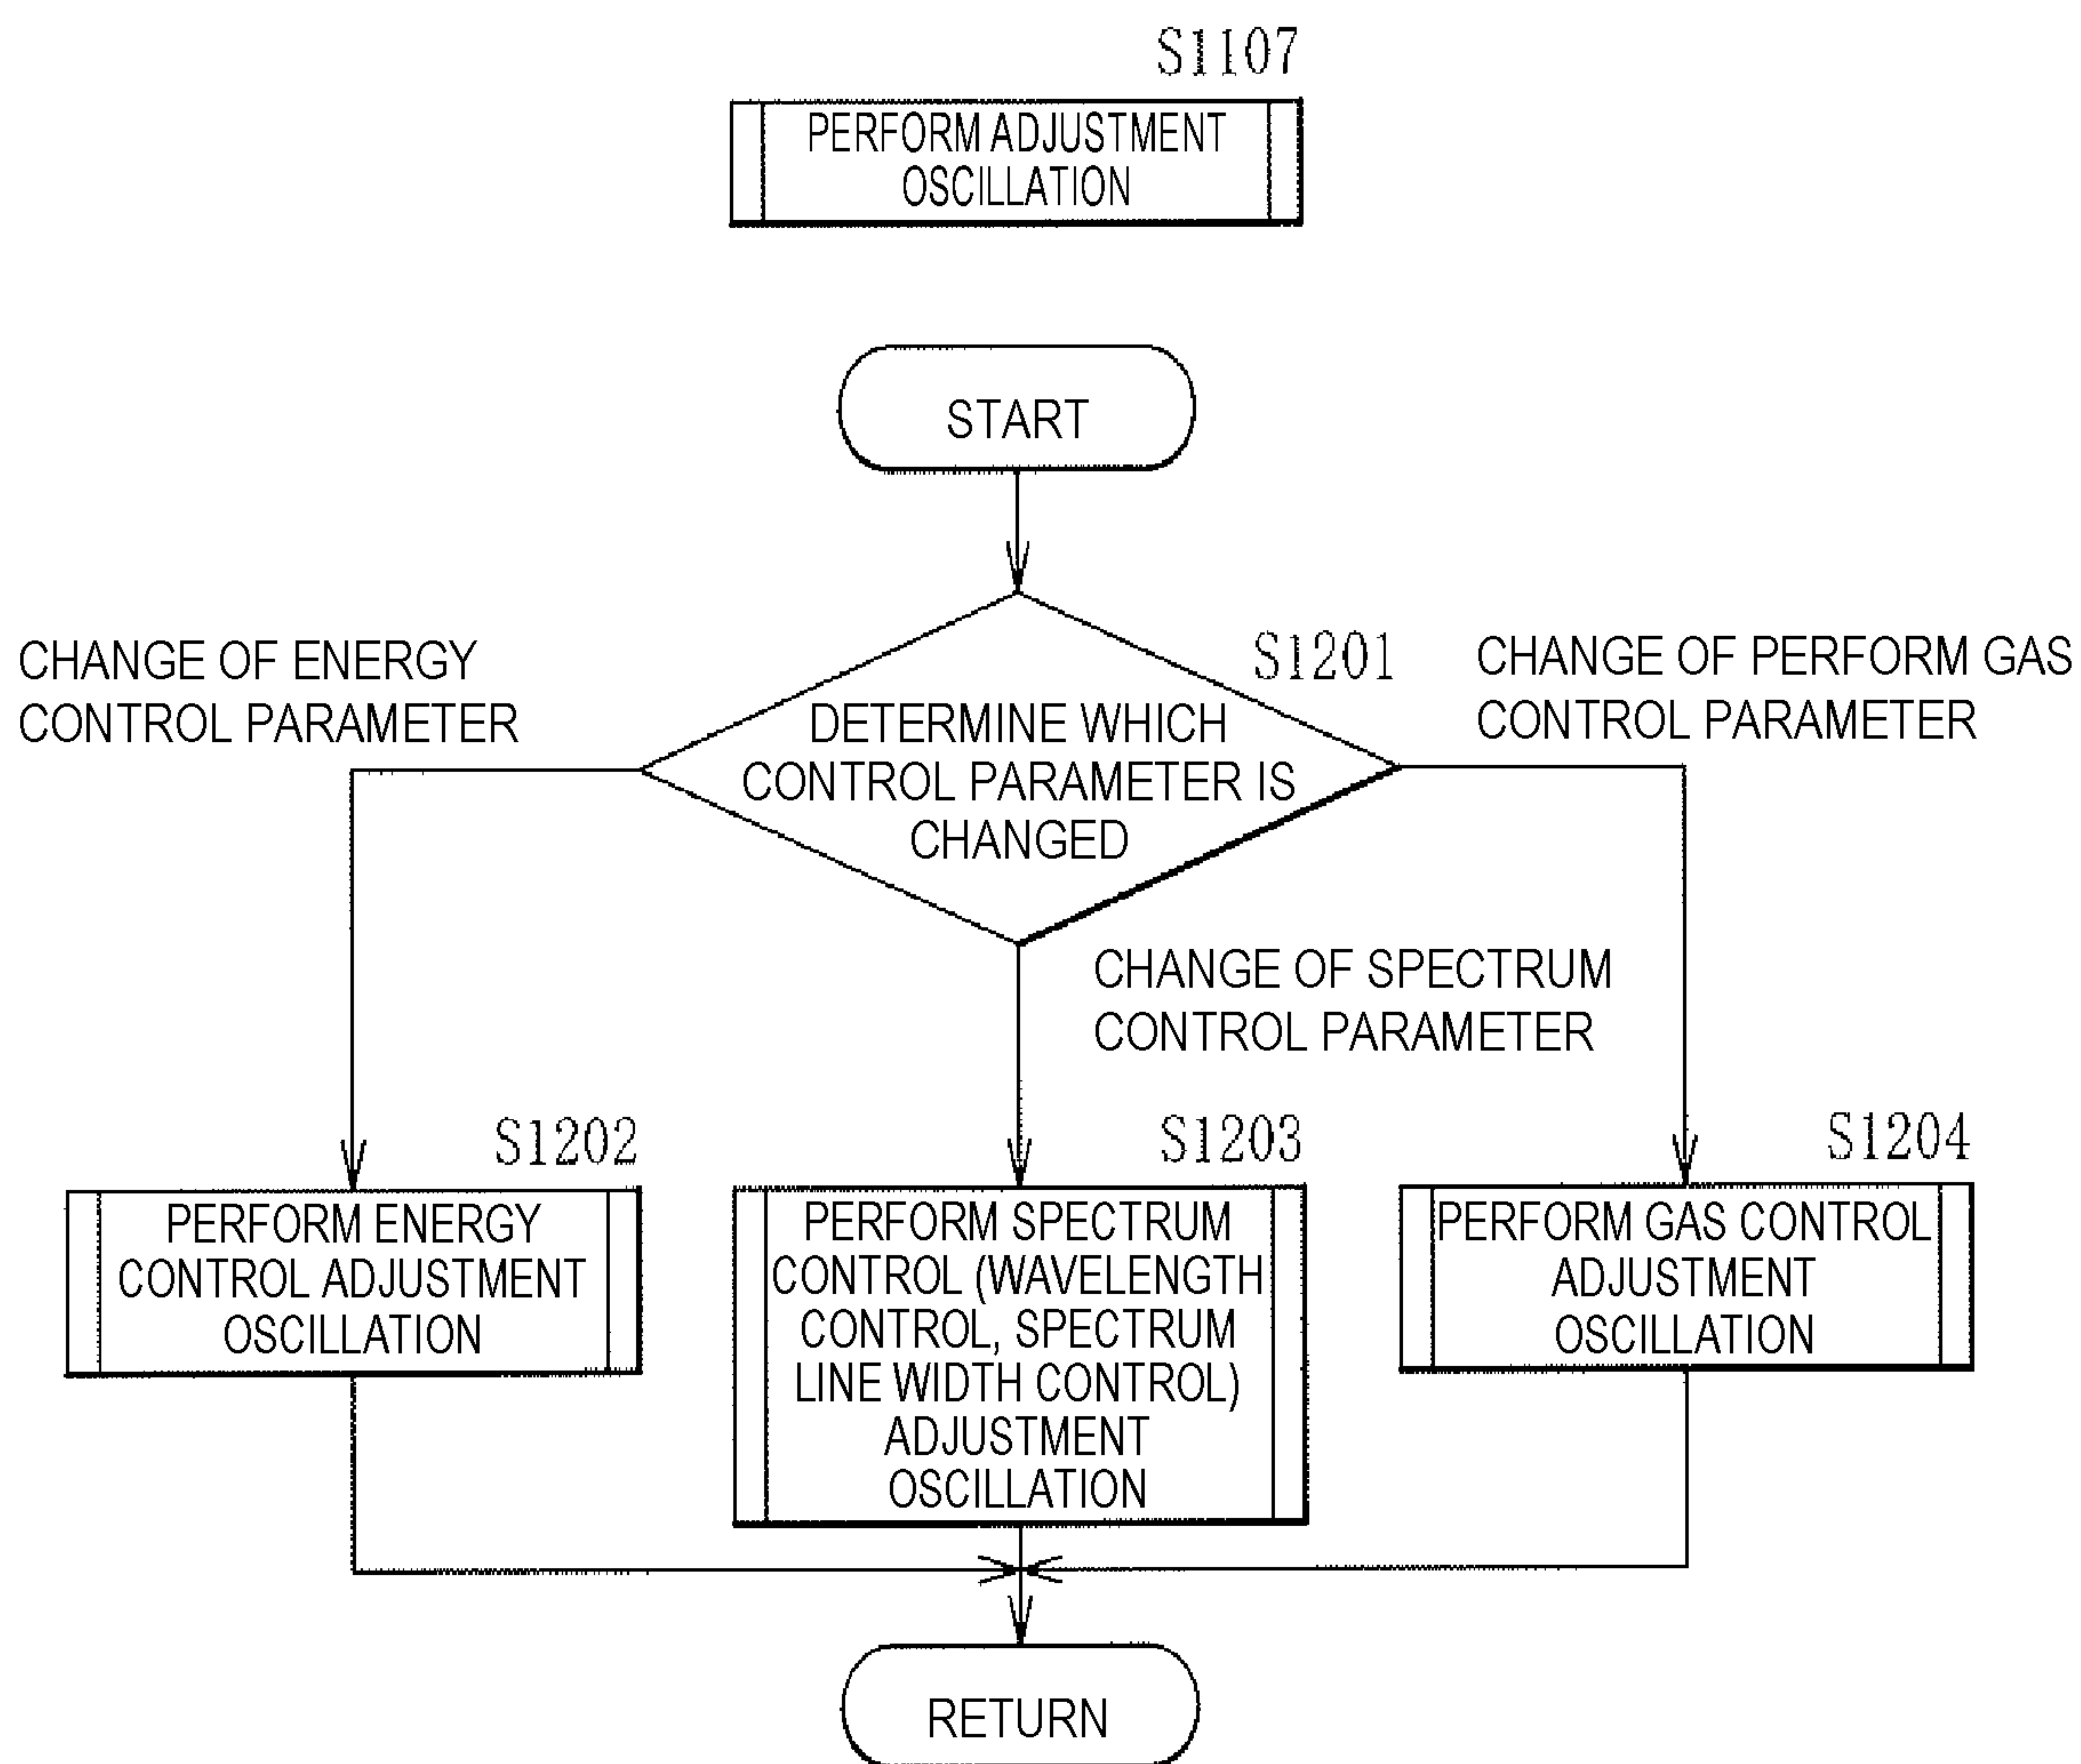 S1107
PERFORM ADJUSTMENT
OSCILLATION
START
CHANGE OF ENERGY
CONTROL PARAMETER
S1201
DETERMINE WHICH
CONTROL PARAMETER IS
CHANGED
CHANGE OF PERFORM GAS
CONTROL PARAMETER
CHANGE OF SPECTRUM
CONTROL PARAMETER
S1202
PERFORM ENERGY
CONTROL ADJUSTMENT
OSCILLATION
S1203
PERFORM SPECTRUM
CONTROL (WAVELENGTH
CONTROL, SPECTRUM
LINE WIDTH CONTROL)
ADJUSTMENT
OSCILLATION
S1204
PERFORM GAS CONTROL
ADJUSTMENT
OSCILLATION
RETURN